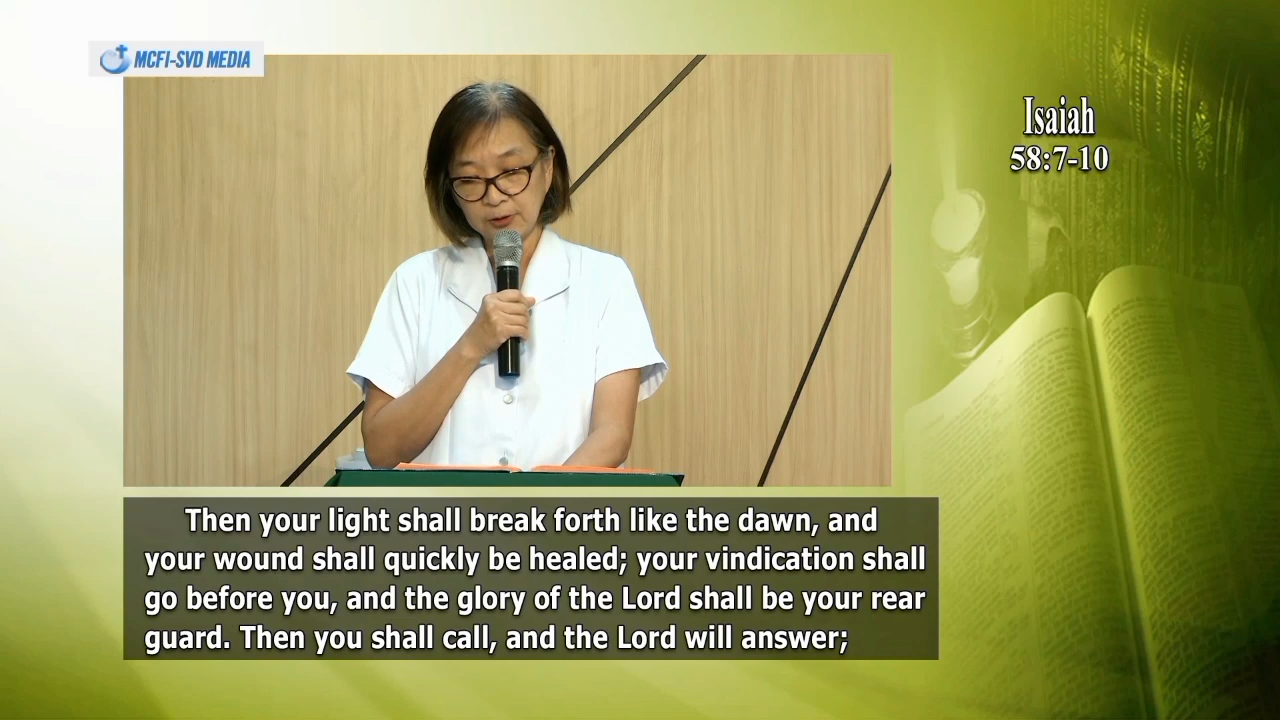 MCFI-SVD MEDIA
Isaiah
58:7-10
Then your light shall break forth like the dawn, and
your wound shall quickly be healed; your vindication shall
go before you, and the glory of the Lord shall be your rear
guard. Then you shall call, and the Lord will answer;